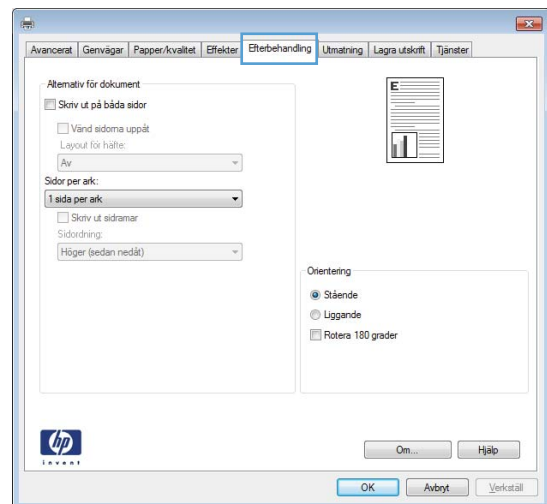 Avancerat Genvägar Papper/kvalitet Effekter Efterbehandling Utmatning Lagra utskrift Tjänster
Alternativ för dokument
Skriv ut på båda sidor
Vänd sidorna uppåt
Layout för häfte:
Av
Sidor per ark:
1 sida per ark
Skriv ut sidramar
Sidordning:
Höger (sedan nedåt)
E
Orientering
Stående
Liggande
Rotera 180 grader
hp
invent
Om... Hjälp
OK Avbryt Verkställ